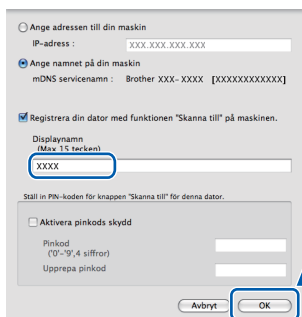 Ange adressen till din maskin
IP-adress : XXX.XXX.XXX.XXX
Ange namnet på din maskin
mDNS servicenamn : Brother XXX-XXXX [XXXXXXXXXXXX]
Registrera din dator med funktionen "Skanna till" på maskinen.
Displaynamn
(Max 15 tecken)
XXXX
Ställ in PIN-koden för knappen "Skanna till" för denna dator.
Aktivera pinkods skydd
Pinkod
('0'-'9',4 siffror)
Upprepa pinkod
Avbryt OK